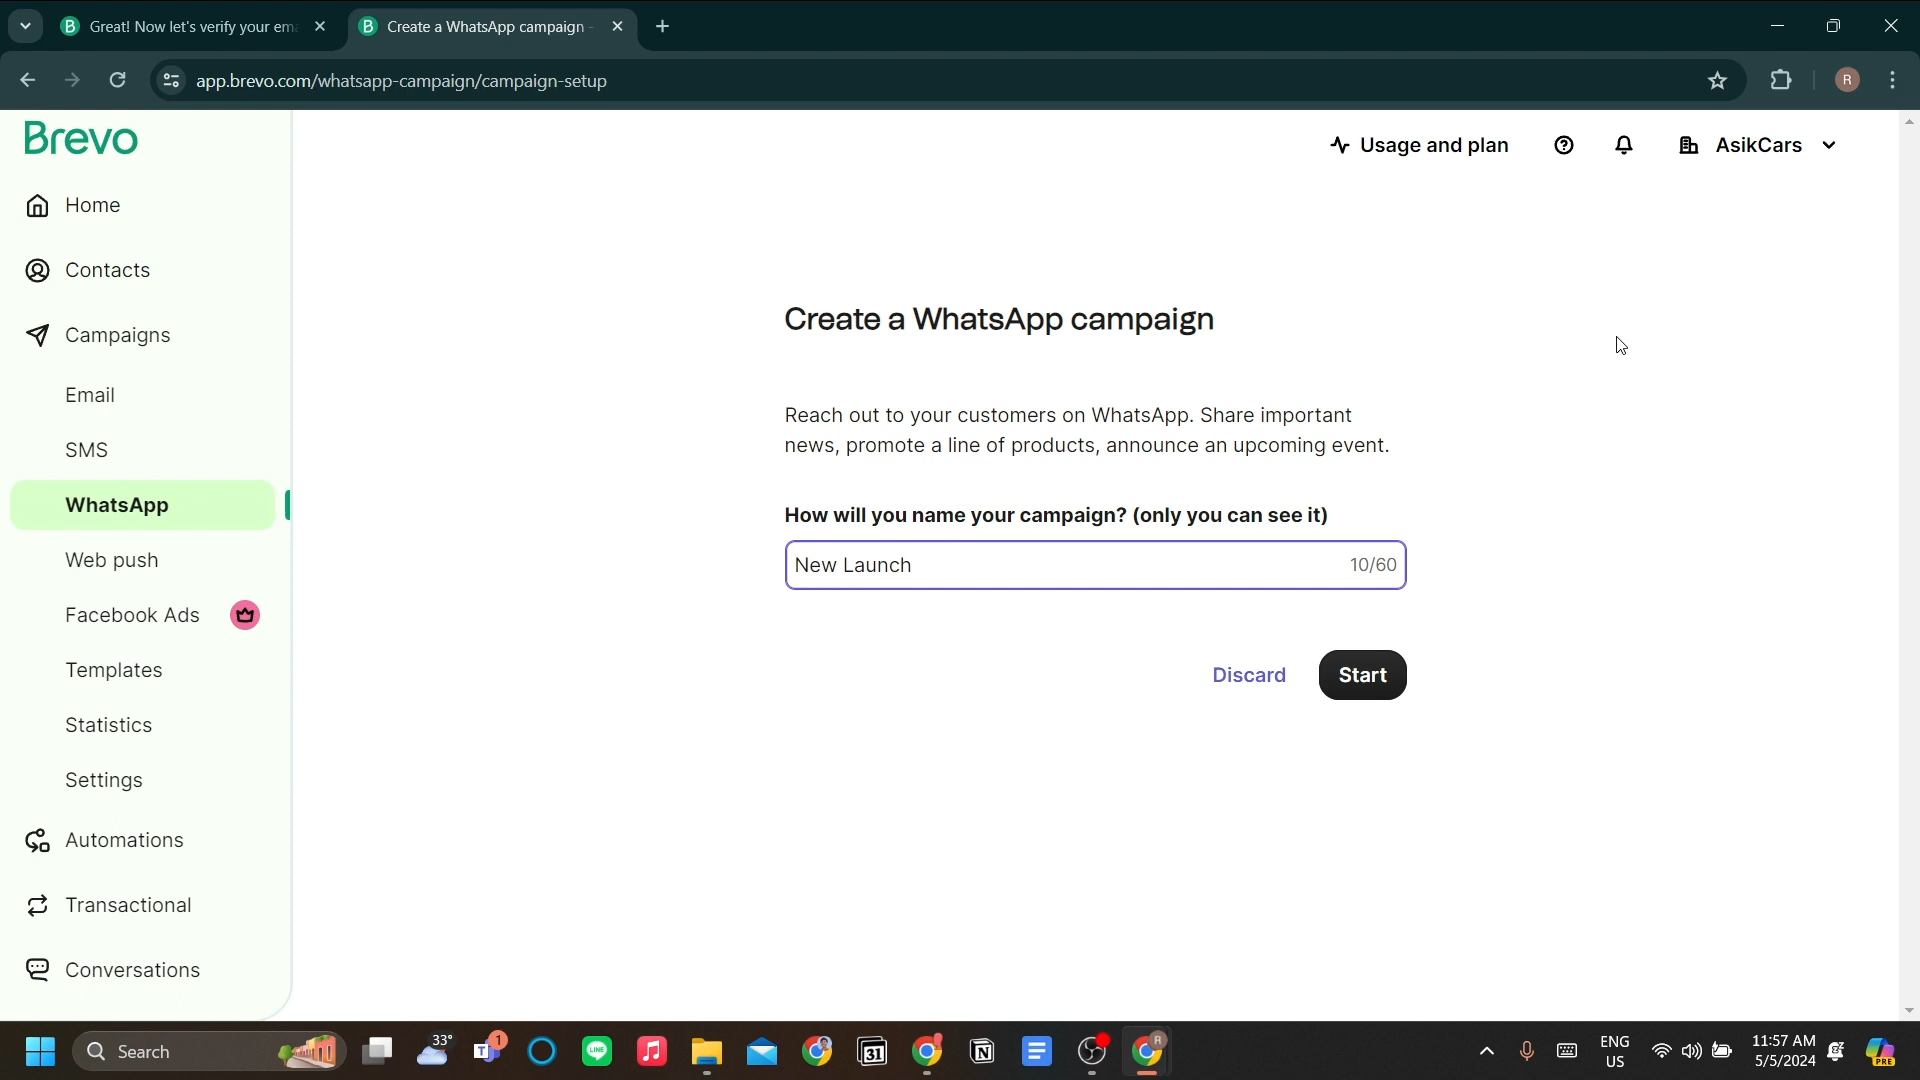 Great! Now let's verify your em
Create a WhatsApp campaign -
app.brevo.com/whatsapp-campaign/campaign-setup
R
Brevo
Usage and plan
AsikCars
Home
Contacts
Campaigns
Email
SMS
WhatsApp
Web push
Facebook Ads
Templates
Statistics
Settings
Automations
Transactional
Conversations
Create a WhatsApp campaign
Reach out to your customers on WhatsApp. Share important
news, promote a line of products, announce an upcoming event.
How will you name your campaign? (only you can see it)
New Launch 10/60
Discard Start
Search
33°
1
LINE
31
R
ENG
US
11:57 AM
5/5/2024
PRE